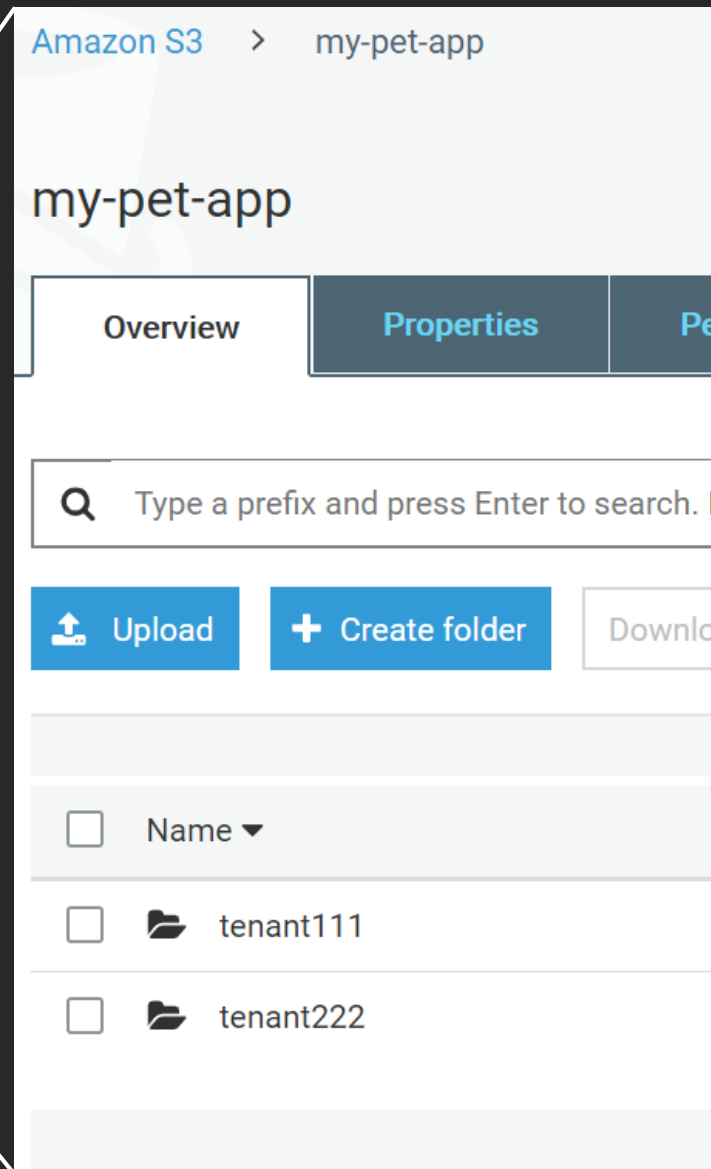 Amazon S3 > my-pet-app
my-pet-app
Overview Properties
Type a prefix and press Enter to search.
Upload Create folder
Name
tenant111
tenant222